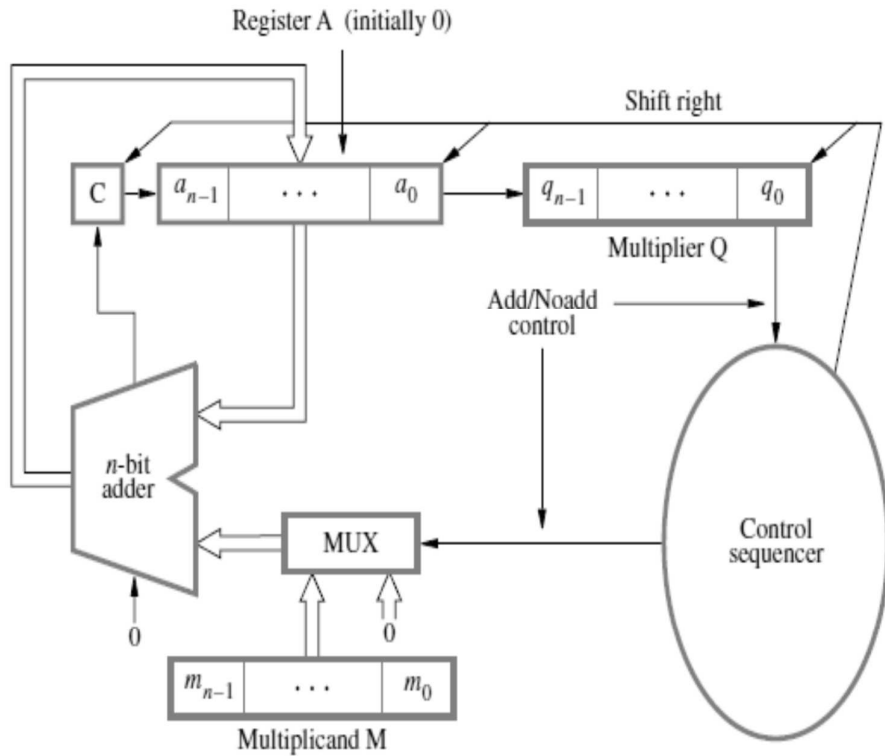 Register A (initially 0)
Shift right
C
a_{n–1} · · · a_0
q_{n–1} · · · q_0
Multiplier Q
Add/Noadd
control
n-bit
adder
MUX
Control
sequencer
0
0
m_{n–1} · · · m_0
Multiplicand M